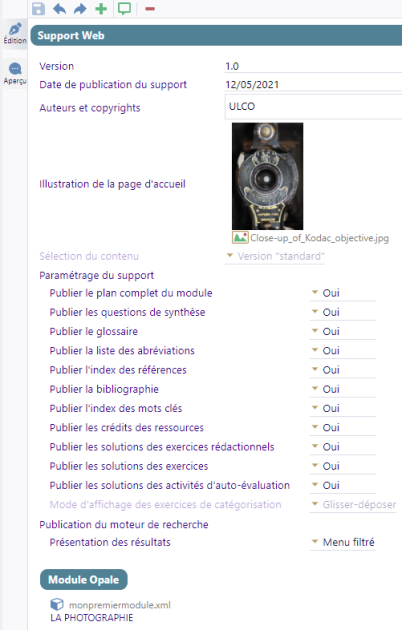 Édition
Aperçu
Support Web
Version 1.0
Date de publication du support 12/05/2021
Auteurs et copyrights ULCO
Illustration de la page d'accueil
Close-up_of_Kodac_objective.jpg
Sélection du contenu Version "standard"
Paramétrage du support
Publier le plan complet du module Oui
Publier les questions de synthèse Oui
Publier le glossaire Oui
Publier la liste des abréviations Oui
Publier l'index des références Oui
Publier la bibliographie Oui
Publier l'index des mots clés Oui
Publier les crédits des ressources Oui
Publier les solutions des exercices rédactionnels Oui
Publier les solutions des exercices Oui
Publier les solutions des activités d'auto-évaluation Oui
Mode d'affichage des exercices de catégorisation Glisser-déposer
Publication du moteur de recherche
Présentation des résultats Menu filtré
Module Opale
monpremiermodule.xml
LA PHOTOGRAPHIE